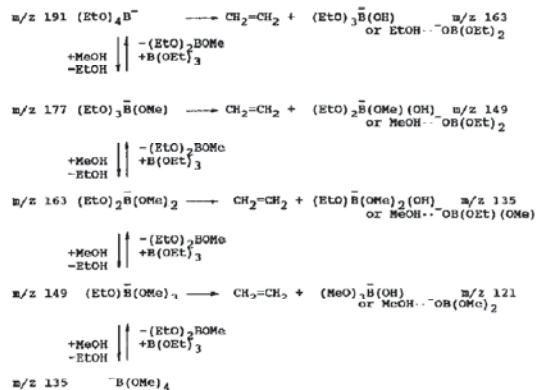 m/z 191 (EtO)₄B⁻ → CH₂=CH₂ + (EtO)₃B̄(OH) m/z 163
or EtOH··⁻OB(OEt)₂
+MeOH −(EtO)₂BOMe
−EtOH +B(OEt)₃
m/z 177 (EtO)₃B̄(OMe) → CH₂=CH₂ + (EtO)₂B̄(OMe)(OH) m/z 149
or MeOH··⁻OB(OEt)₂
+MeOH −(EtO)₂BOMe
−EtOH +B(OEt)₃
m/z 163 (EtO)₂B̄(OMe)₂ → CH₂=CH₂ + (EtO)B̄(OMe)₂(OH) m/z 135
or MeOH··⁻OB(OEt)(OMe)
+MeOH −(EtO)₂BOMe
−EtOH +B(OEt)₃
m/z 149 (EtO)B̄(OMe)₃ → CH₂=CH₂ + (MeO)₃B̄(OH) m/z 121
or MeOH··⁻OB(OMe)₂
+MeOH −(EtO)₂BOMe
−EtOH +B(OEt)₃
m/z 135 ⁻B(OMe)₄